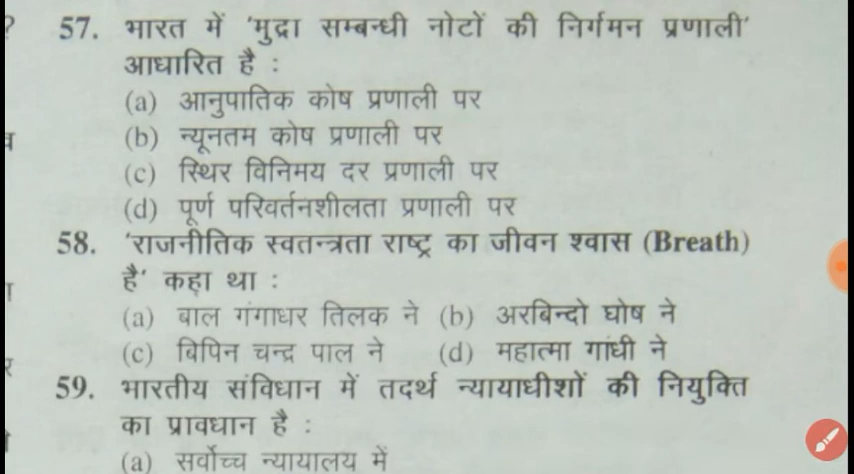 57. भारत में 'मुद्रा सम्बन्धी नोटों की निर्गमन प्रणाली'
आधारित है :
(a) आनुपातिक कोष प्रणाली पर
(b) न्यूनतम कोष प्रणाली पर
(c) स्थिर विनिमय दर प्रणाली पर
(d) पूर्ण परिवर्तनशीलता प्रणाली पर
58. 'राजनीतिक स्वतन्त्रता राष्ट्र का जीवन श्वास (Breath)
है' कहा था :
(a) बाल गंगाधर तिलक ने (b) अरबिन्दो घोष ने
(c) बिपिन चन्द्र पाल ने (d) महात्मा गांधी ने
59. भारतीय संविधान में तदर्थ न्यायाधीशों की नियुक्ति
का प्रावधान है :
(a) सर्वोच्च न्यायालय में